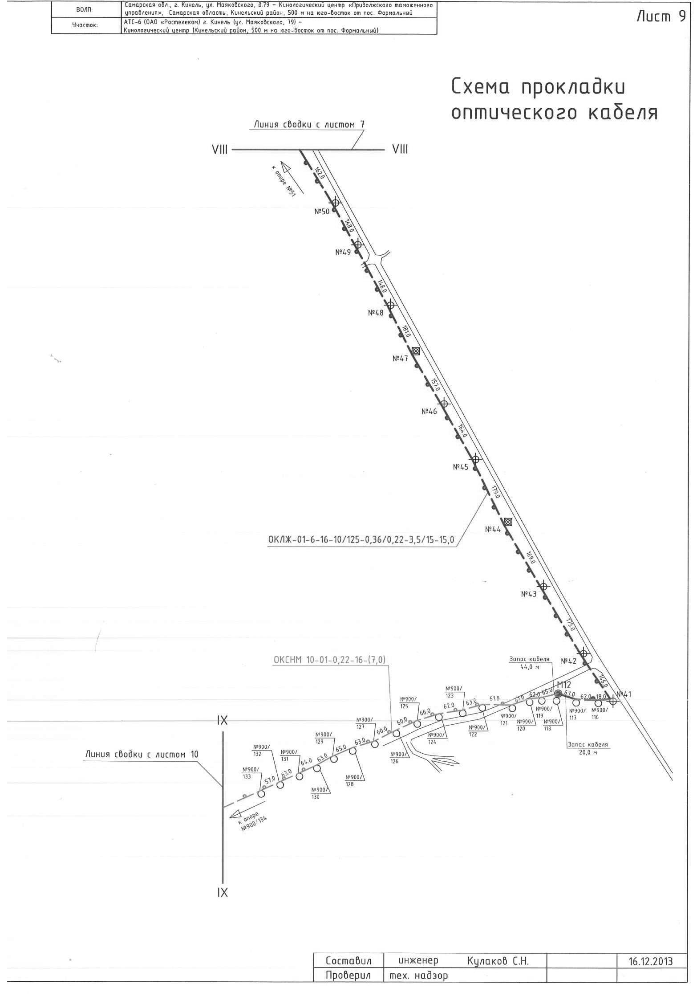 ВОЛП:
Самарская обл., г. Кинель, ул. Маяковского, д.79 - Кинологический центр «Приволжского таможенного
управления», Самарская область, Кинельский район, 500 м на юго-восток от пос. Формальный
Участок:
АТС-6 (ОАО «Ростелеком) г. Кинель (ул. Маяковского, 79) -
Кинологический центр (Кинельский район, 500 м на юго-восток от пос. Формальный)
Лист 9
Схема прокладки
оптического кабеля
Линия сводки с листом 7
VIII
VIII
к опоре №51
162.0
№50
148.0
№49
148.0
№48
181.0
№47
157.0
№46
164.0
№45
179.0
№44
ОКЛЖ-01-6-16-10/125-0,36/0,22-3,5/15-15,0
169.0
№43
175.0
№42
146.0
№41
ОКСНМ 10-01-0,22-16-(7,0)
Запас кабеля
44,0 м
М12
63.0
62.0
18.0
№900/
116
№900/
117
№900/
118
№900/
119
№900/
120
№900/
121
№900/
122
№900/
123
№900/
124
№900/
125
№900/
126
№900/
127
№900/
128
№900/
129
№900/
130
№900/
131
№900/
132
№900/
133
65.0
62.0
61.0
61.0
63.0
62.0
66.0
60.0
60.0
63.0
65.0
63.0
64.0
63.0
57.0
Запас кабеля
20,0 м
IX
Линия сводки с листом 10
к опоре
№900/134
IX
Составил
инженер
Кулаков С.Н.
16.12.2013
Проверил
тех. надзор